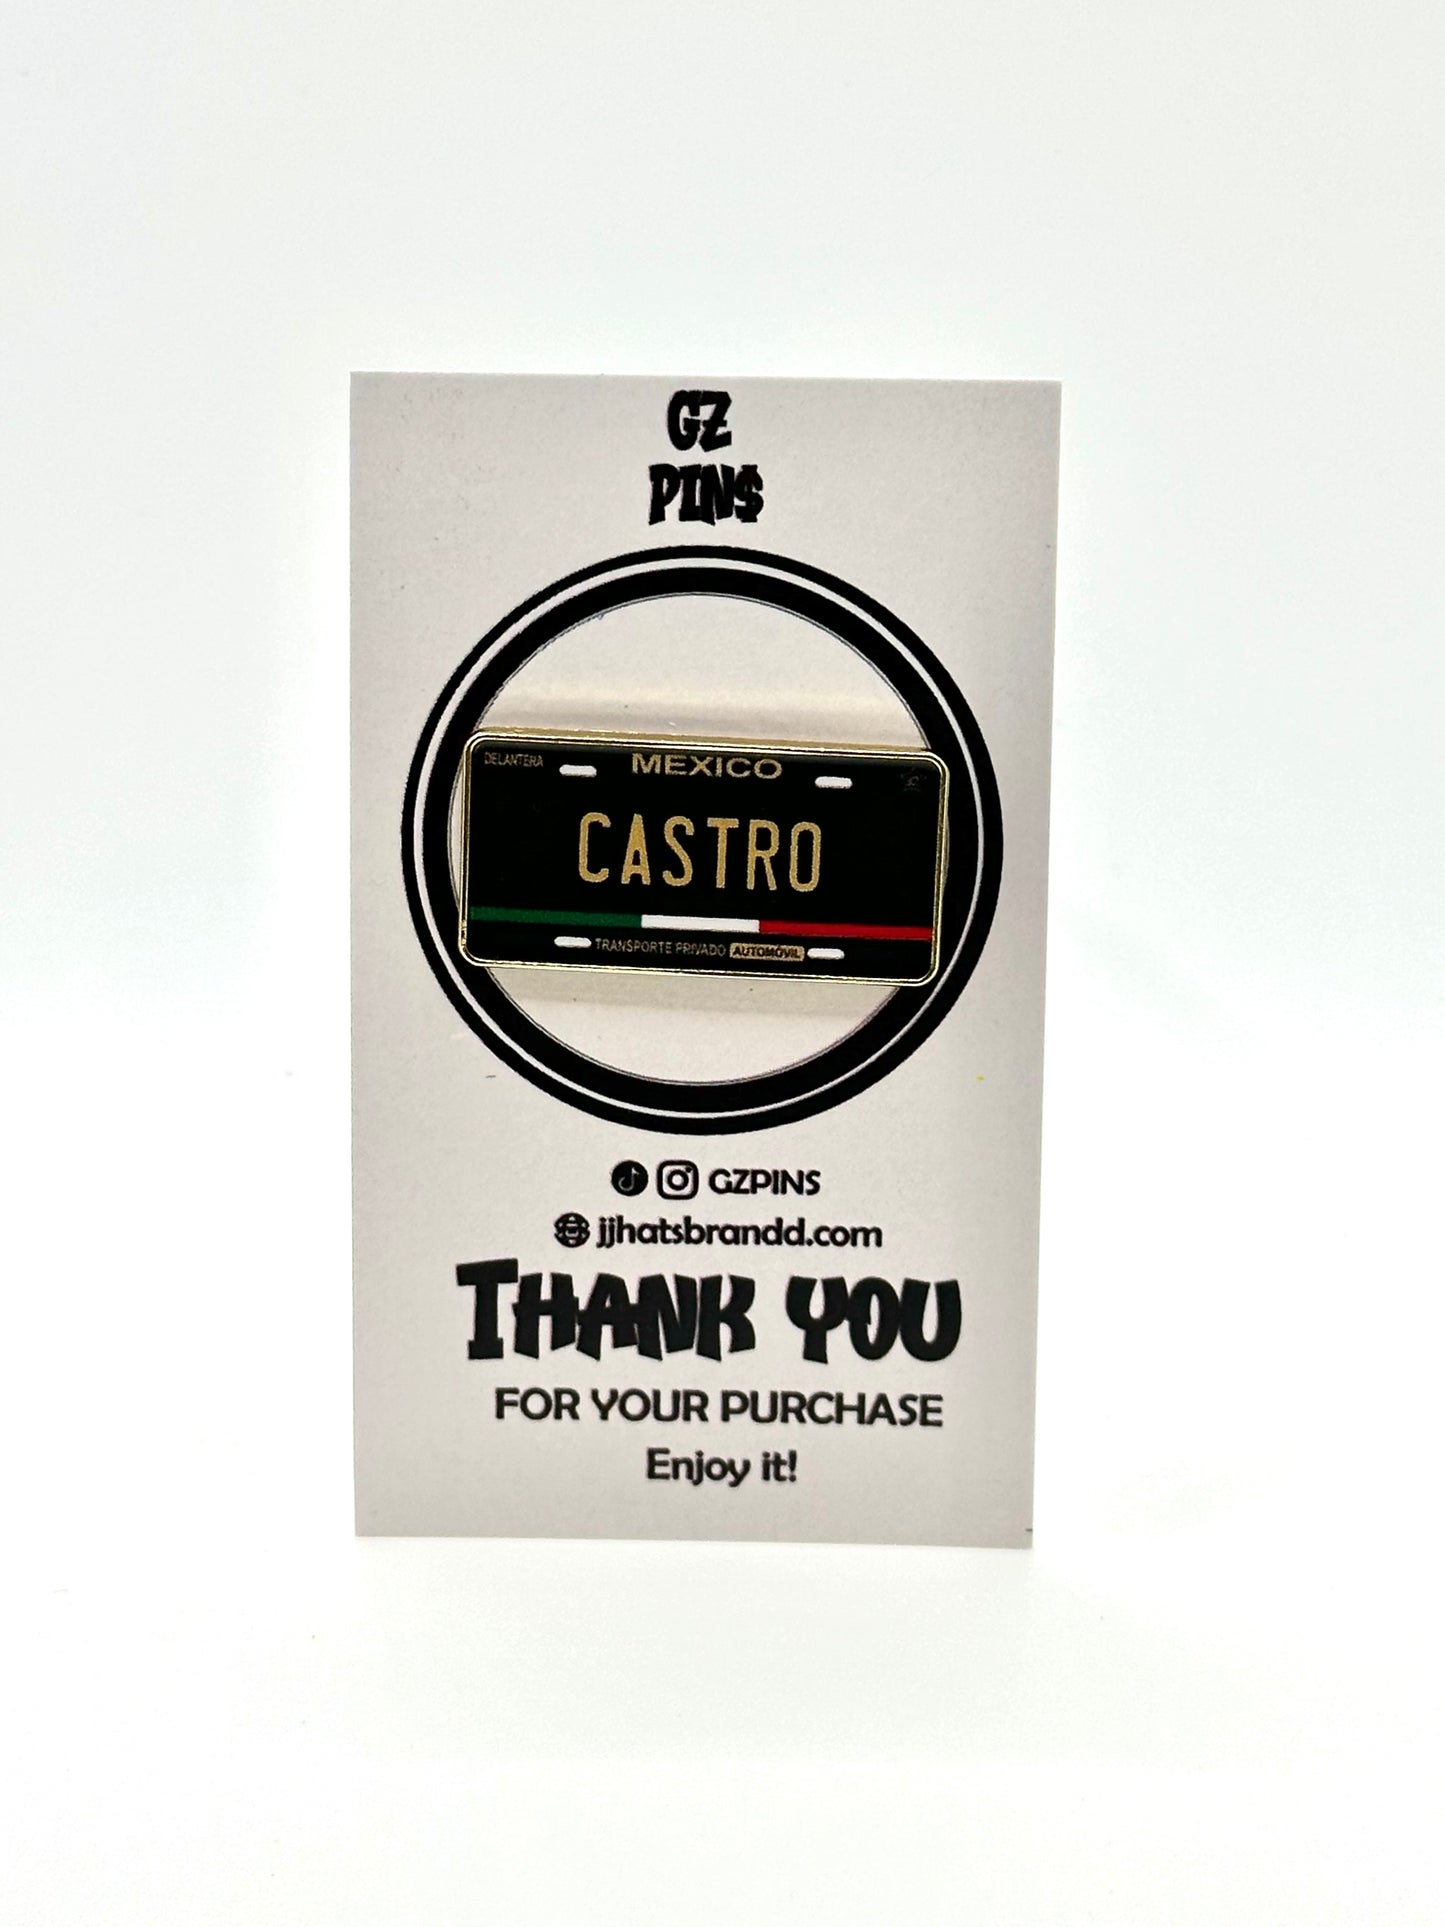 GZ
PIN$
DELANTERA
MEXICO
CASTRO
TRANSPORTE PRIVADO AUTOMÓVIL
GZPINS
jjhatsbrandd.com
THANK YOU
FOR YOUR PURCHASE
Enjoy it!